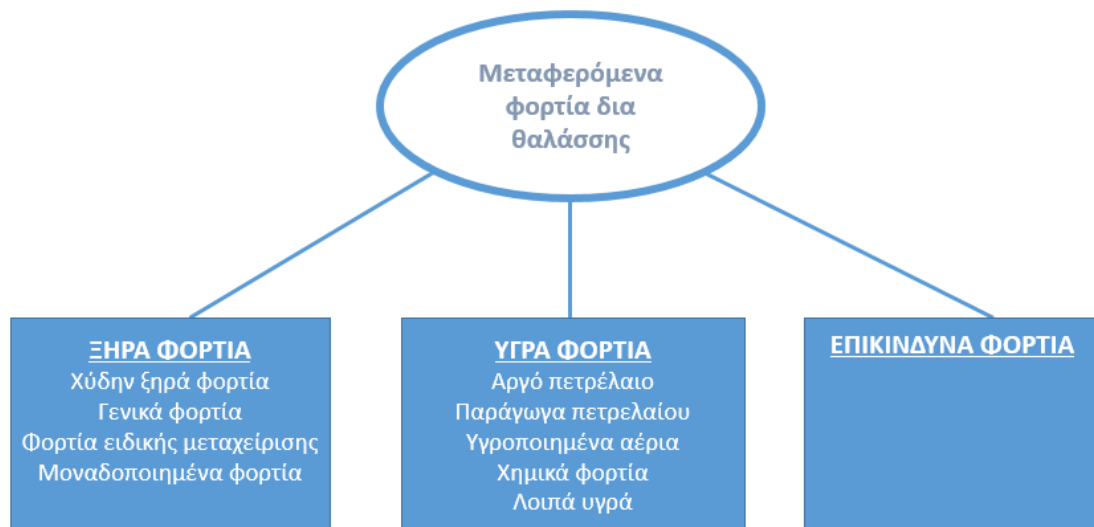 Μεταφερόμενα
φορτία δια
θαλάσσης
ΞΗΡΑ ΦΟΡΤΙΑ
Χύδην ξηρά φορτία
Γενικά φορτία
Φορτία ειδικής μεταχείρισης
Μοναδοποιημένα φορτία
ΥΓΡΑ ΦΟΡΤΙΑ
Αργό πετρέλαιο
Παράγωγα πετρελαίου
Υγροποιημένα αέρια
Χημικά φορτία
Λοιπά υγρά
ΕΠΙΚΙΝΔΥΝΑ ΦΟΡΤΙΑ